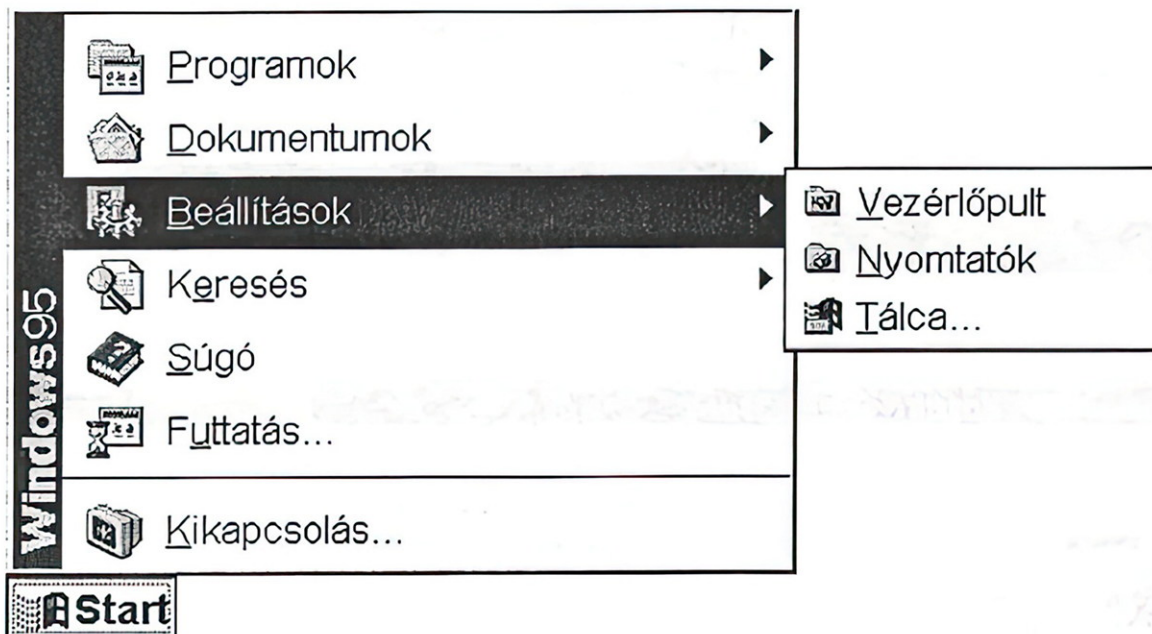 Programok
Dokumentumok
Beállítások
Keresés
Súgó
Futtatás...
Kikapcsolás...
Vezérlőpult
Nyomtatók
Tálca...
Windows95
Start